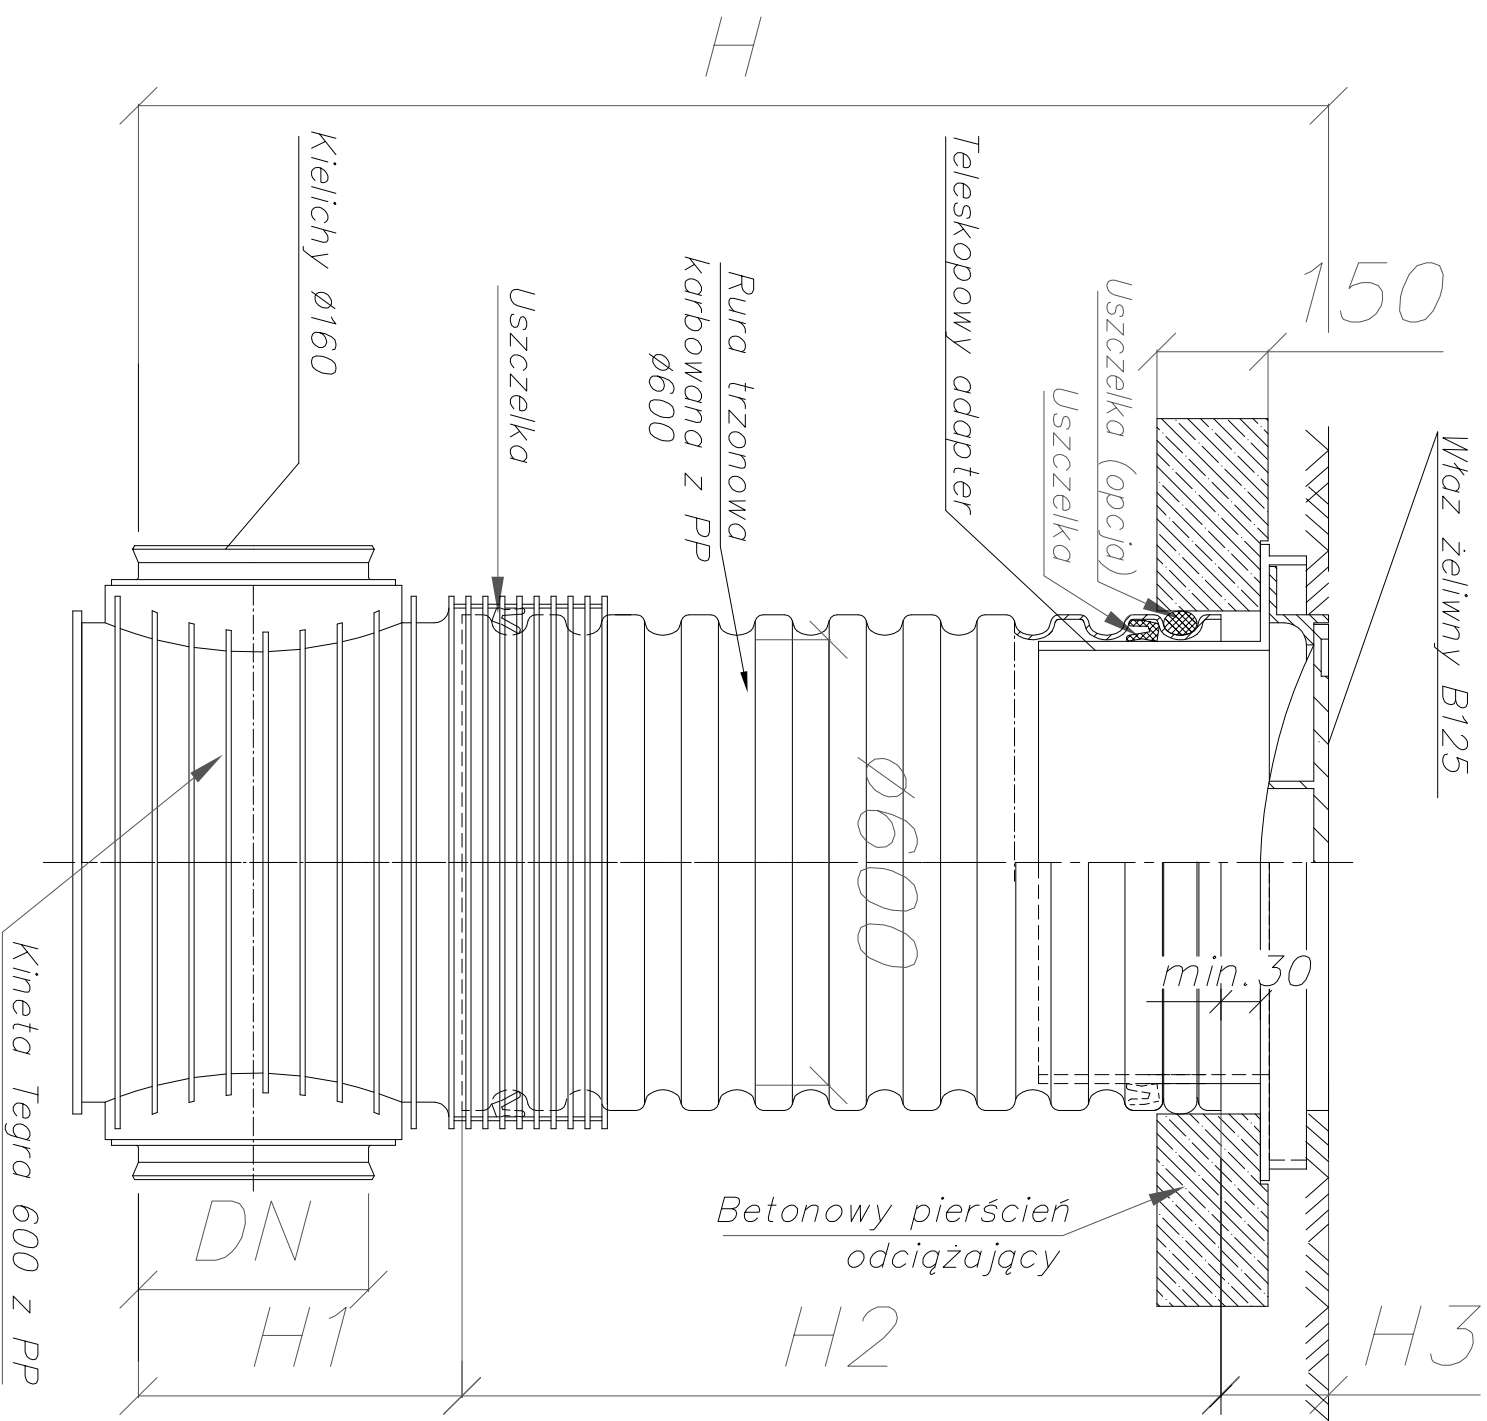 H
150
Kielichy ø160
Uszczelka
Rura trzonowa
karbowana z PP
ø600
Teleskopowy adapter
Uszczelka (opcja)
Uszczelka
Właz żeliwny B125
ø600
min.30
Kineta Tegra 600 z PP
Betonowy pierścień
odciążający
DN
H1
H2
H3